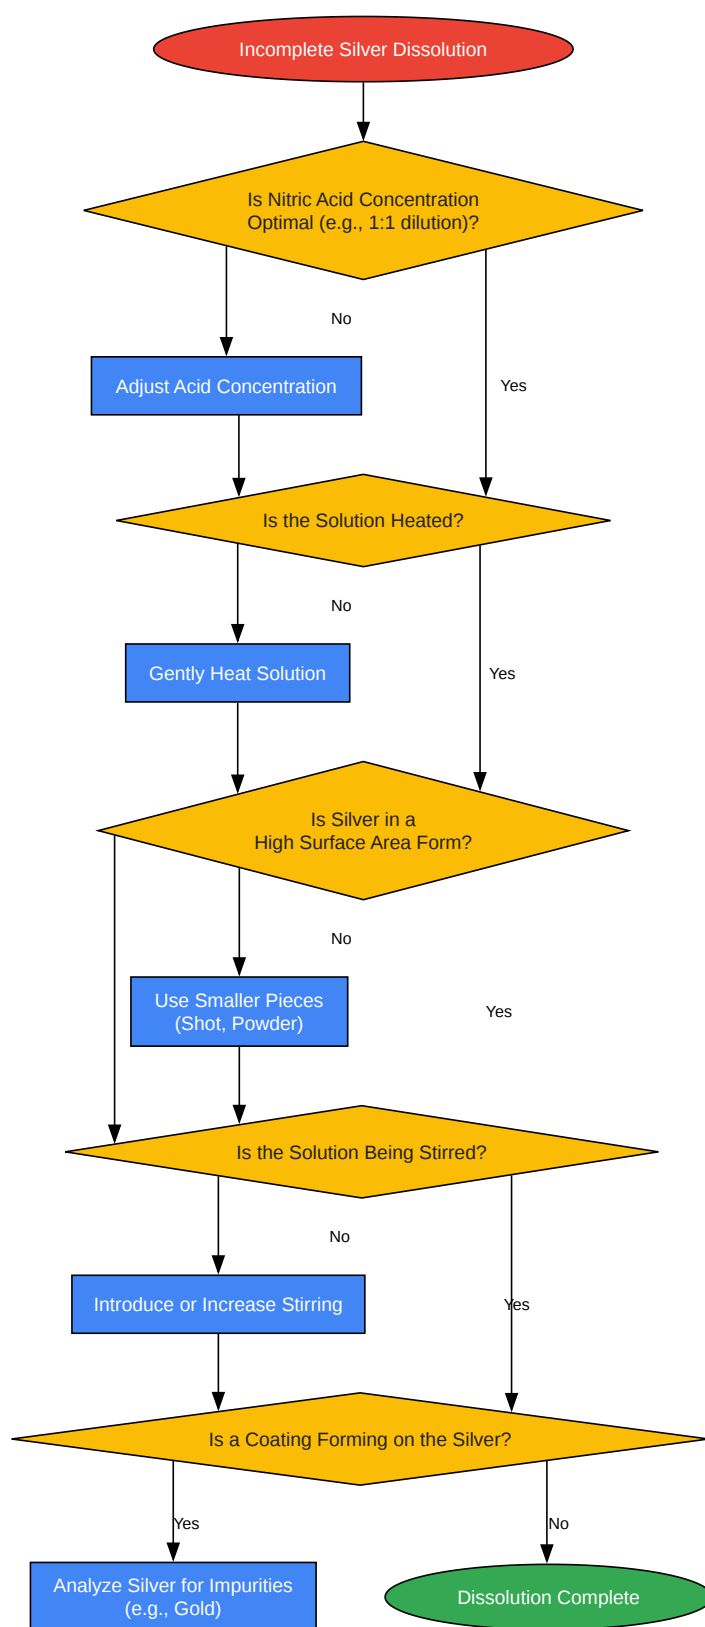 Incomplete Silver Dissolution
Is Nitric Acid Concentration
Optimal (e.g., 1:1 dilution)?
No
Adjust Acid Concentration
Yes
Is the Solution Heated?
No
Gently Heat Solution
Yes
Is Silver in a
High Surface Area Form?
No
Use Smaller Pieces
(Shot, Powder)
Yes
Is the Solution Being Stirred?
No
Introduce or Increase Stirring
Yes
Is a Coating Forming on the Silver?
Yes
No
Analyze Silver for Impurities
(e.g., Gold)
Dissolution Complete